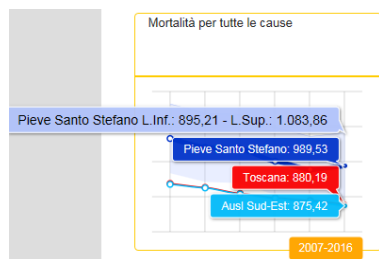 Mortalità per tutte le cause
Pieve Santo Stefano L.Inf.: 895,21 - L.Sup.: 1.083,86
Pieve Santo Stefano: 989,53
Toscana: 880,19
Ausl Sud-Est: 875,42
2007-2016